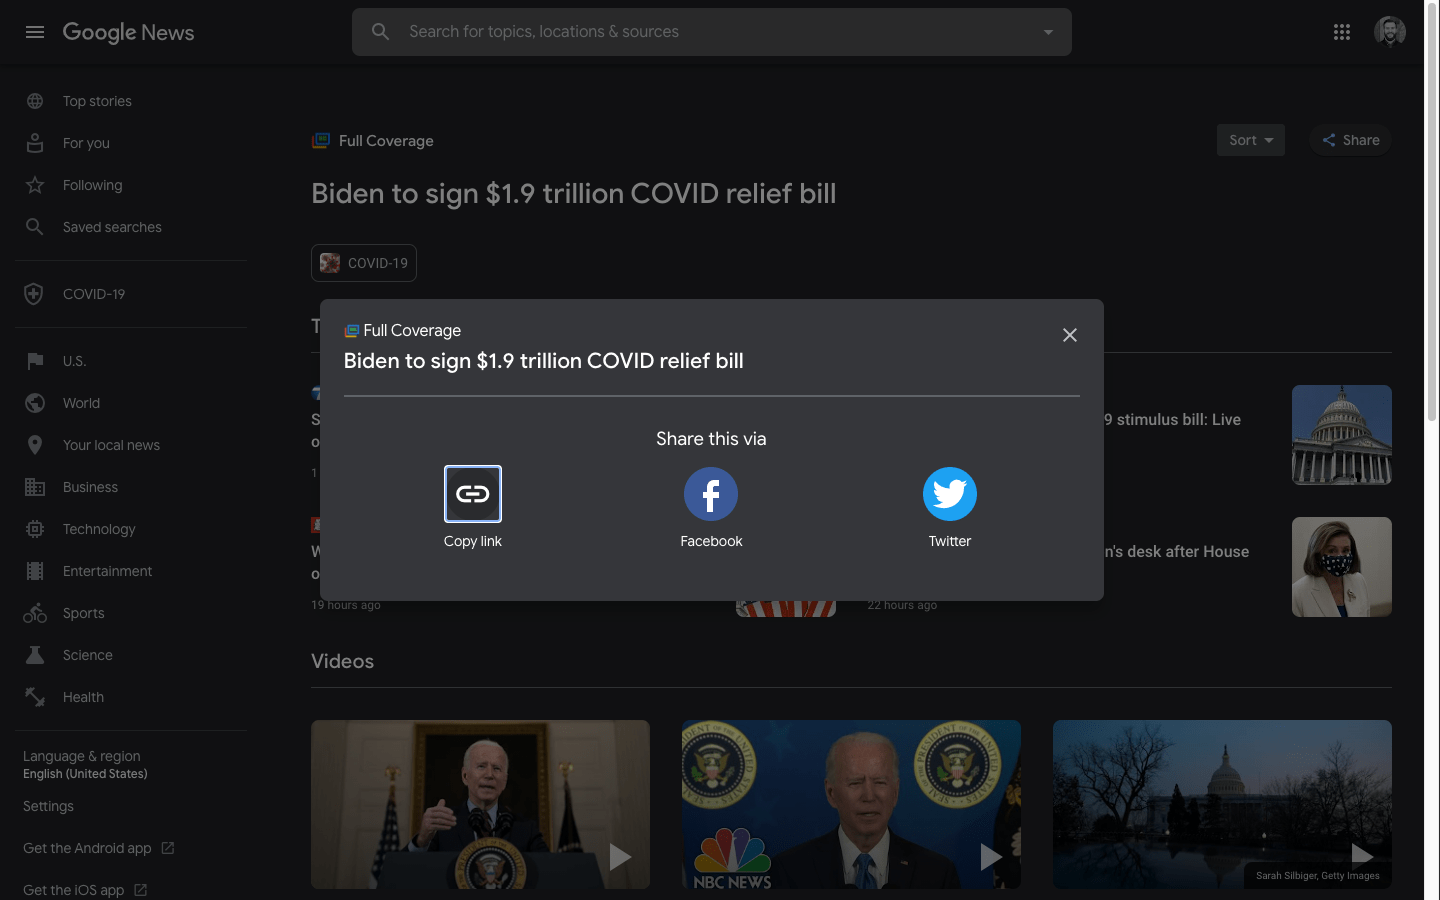 Google News
Search for topics, locations & sources
Top stories
For you
Following
Saved searches
COVID-19
U.S.
World
Your local news
Business
Technology
Entertainment
Sports
Science
Health
Language & region
English (United States)
Settings
Get the Android app
Get the iOS app
Full Coverage
Sort
Share
Biden to sign $1.9 trillion COVID relief bill
COVID-19
Full Coverage
Biden to sign $1.9 trillion COVID relief bill
Share this via
Copy link
Facebook
Twitter
9 stimulus bill: Live
n's desk after House
19 hours ago
22 hours ago
Videos
NBC NEWS
Sarah Silbiger, Getty Images